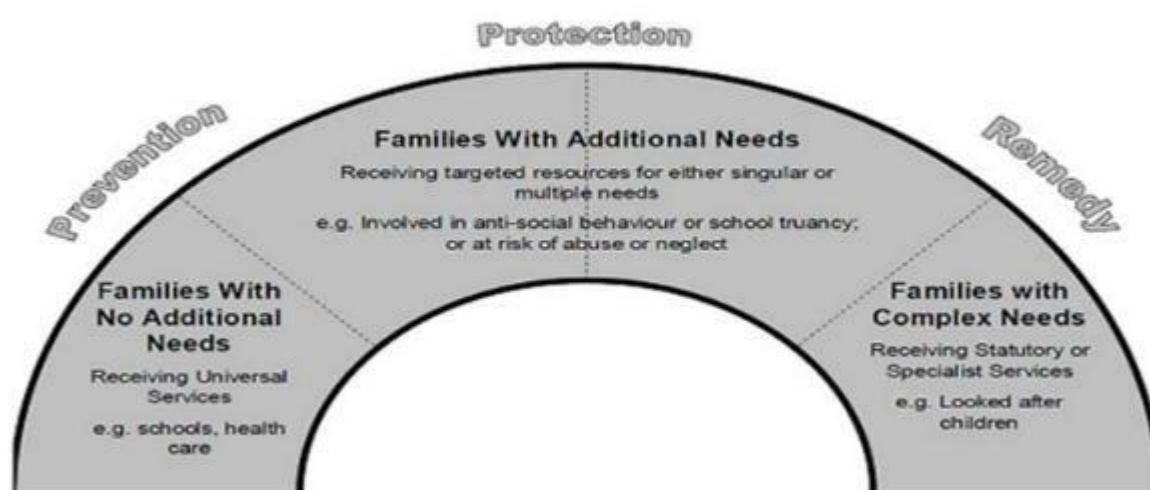 Protection
Prevention
Remedy
Families With Additional Needs
Receiving targeted resources for either singular or
multiple needs
e.g. Involved in anti-social behaviour or school truancy;
or at risk of abuse or neglect
Families With
No Additional
Needs
Receiving Universal
Services
e.g. schools, health
care
Families with
Complex Needs
Receiving Statutory or
Specialist Services
e.g. Looked after
children